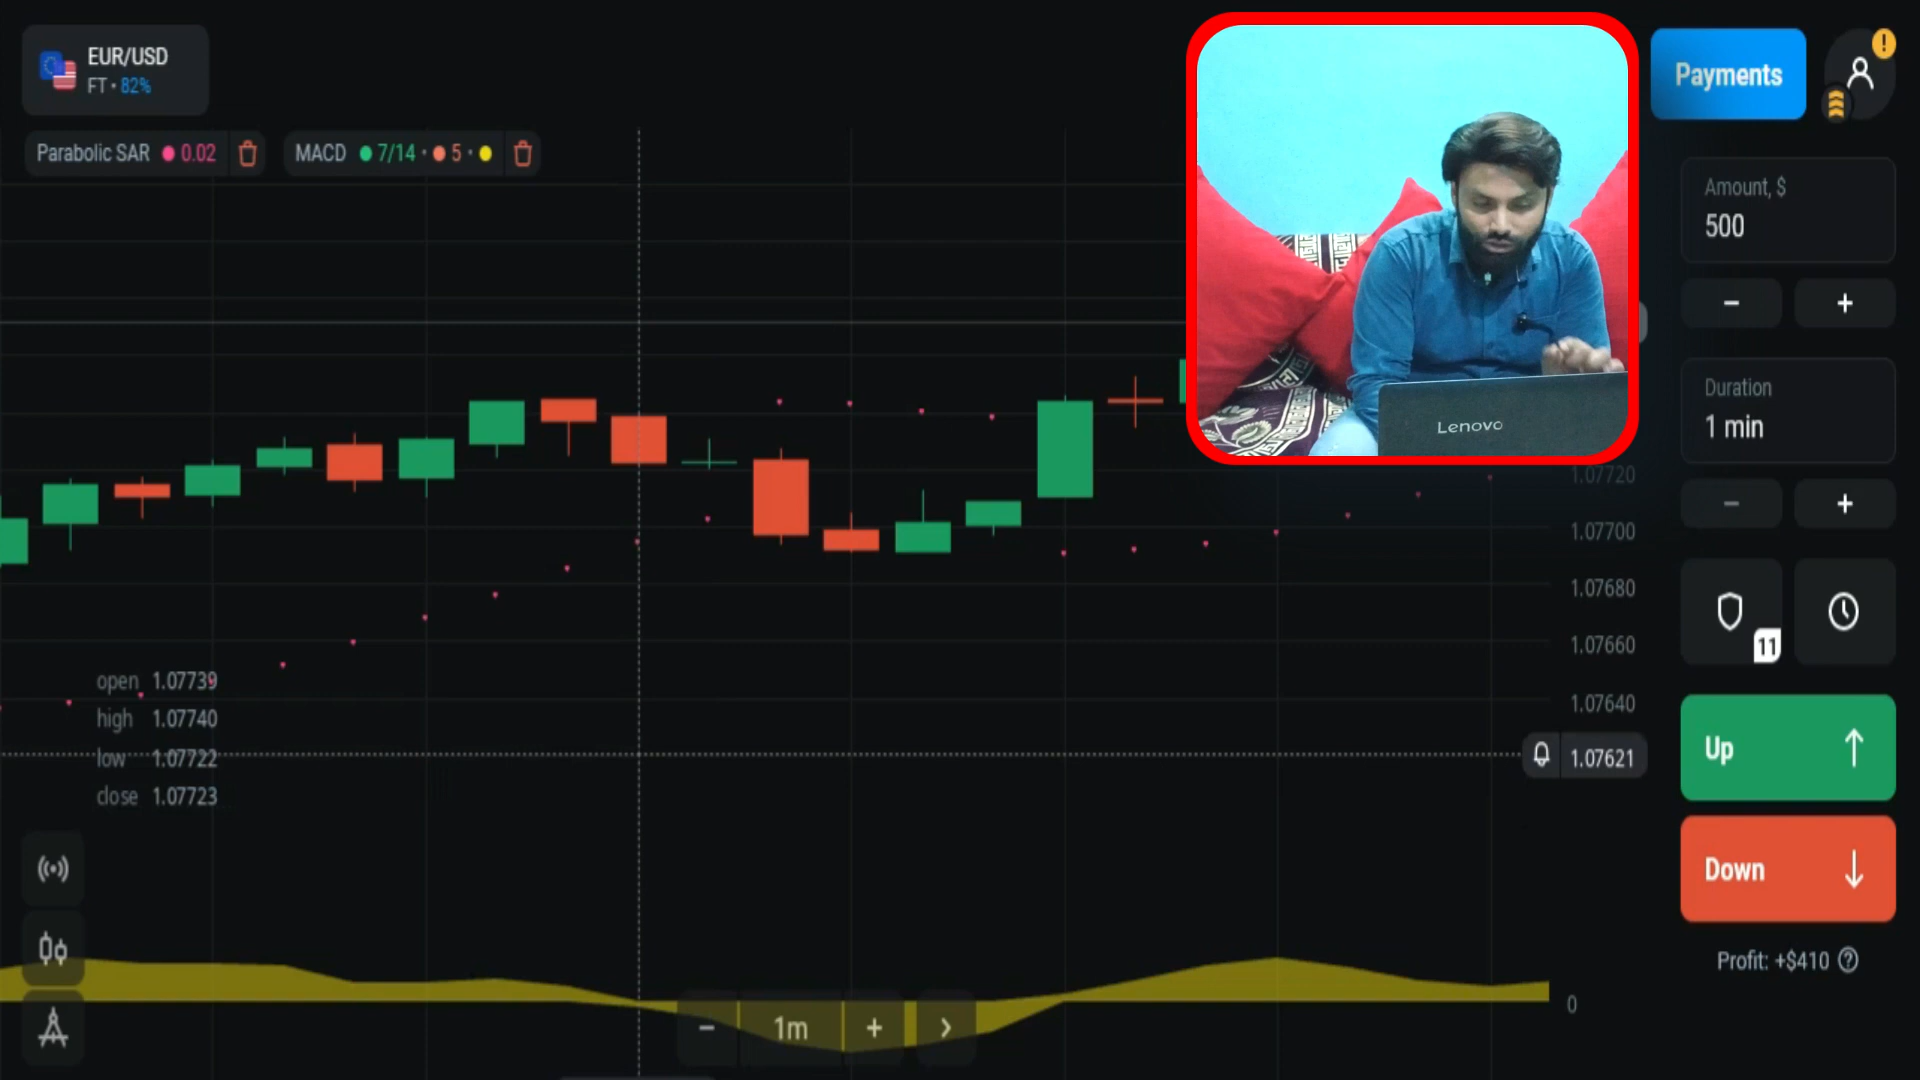 EUR/USD
FT • 82%
Payments
!
Parabolic SAR 0.02
MACD 7/14 • 5 •
Amount, $
500
− +
Lenovo
Duration
1 min
− +
1.07720
1.07700
1.07680
1.07660
1.07640
1.07621
11
open 1.07739
high 1.07740
low 1.07722
close 1.07723
Up
Down
Profit: +$410 ?
0
− 1m + >